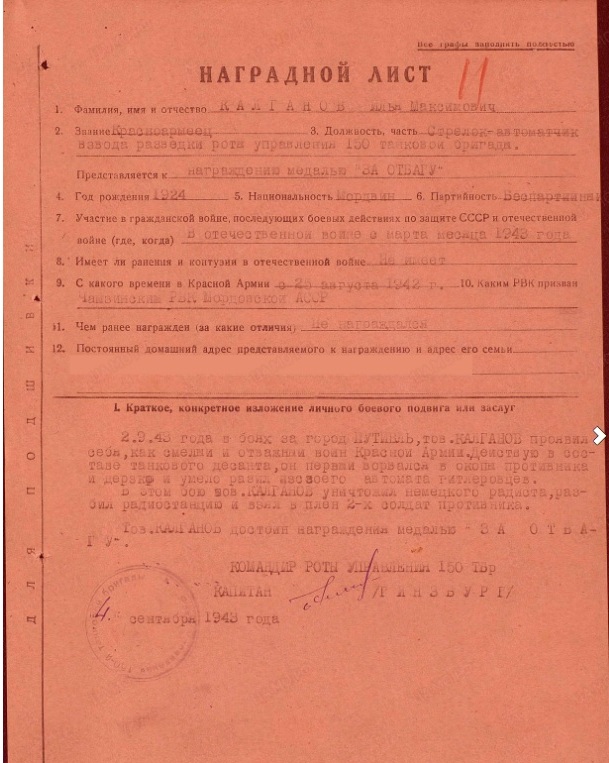 Все графы заполнять полностью
НАГРАДНОЙ ЛИСТ 11
1. Фамилия, имя и отчество КАЛГАНОВ Илья Максимович
2. Звание Красноармеец 3. Должность, часть Стрелок-автоматчик
взвода разведки рота управления 150 танковой бригады.
Представляется к награждению медалью "ЗА ОТВАГУ"
4. Год рождения 1924 5. Национальность Мордвин 6. Партийность Беспартийный
7. Участие в гражданской войне, последующих боевых действиях по защите СССР и отечественной
войне (где, когда) В отечественной войне с марта месяца 1943 года
8. Имеет ли ранения и контузии в отечественной войне Не имеет
9. С какого времени в Красной Армии с 25 августа 1942 г. 10. Каким РВК призван
Чамзинским РВК Мордовской АССР
11. Чем ранее награжден (за какие отличия) Не награждался
12. Постоянный домашний адрес представляемого к награждению и адрес его семьи
I. Краткое, конкретное изложение личного боевого подвига или заслуг
2.9.43 года в боях за город ПУТИВЛЬ, тов.КАЛГАНОВ проявил
себя, как смелый и отважный воин Красной Армии. Действуя в сос-
таве танкового десанта, он первый ворвался в окопы противника
и дерзко и умело разил из своего автомата гитлеровцев.
В этом бою тов.КАЛГАНОВ уничтожил немецкого радиста, раз-
бил радиостанцию и взял в плен 2-х солдат противника.
Тов.КАЛГАНОВ достоин награждения медалью "ЗА ОТВА-
ГУ".
КОМАНДИР РОТЫ УПРАВЛЕНИЯ 150 ТБр
КАПИТАН /ГИНЗБУРГ/
4. сентября 1943 года
ДЛЯ ПОДШИВКИ